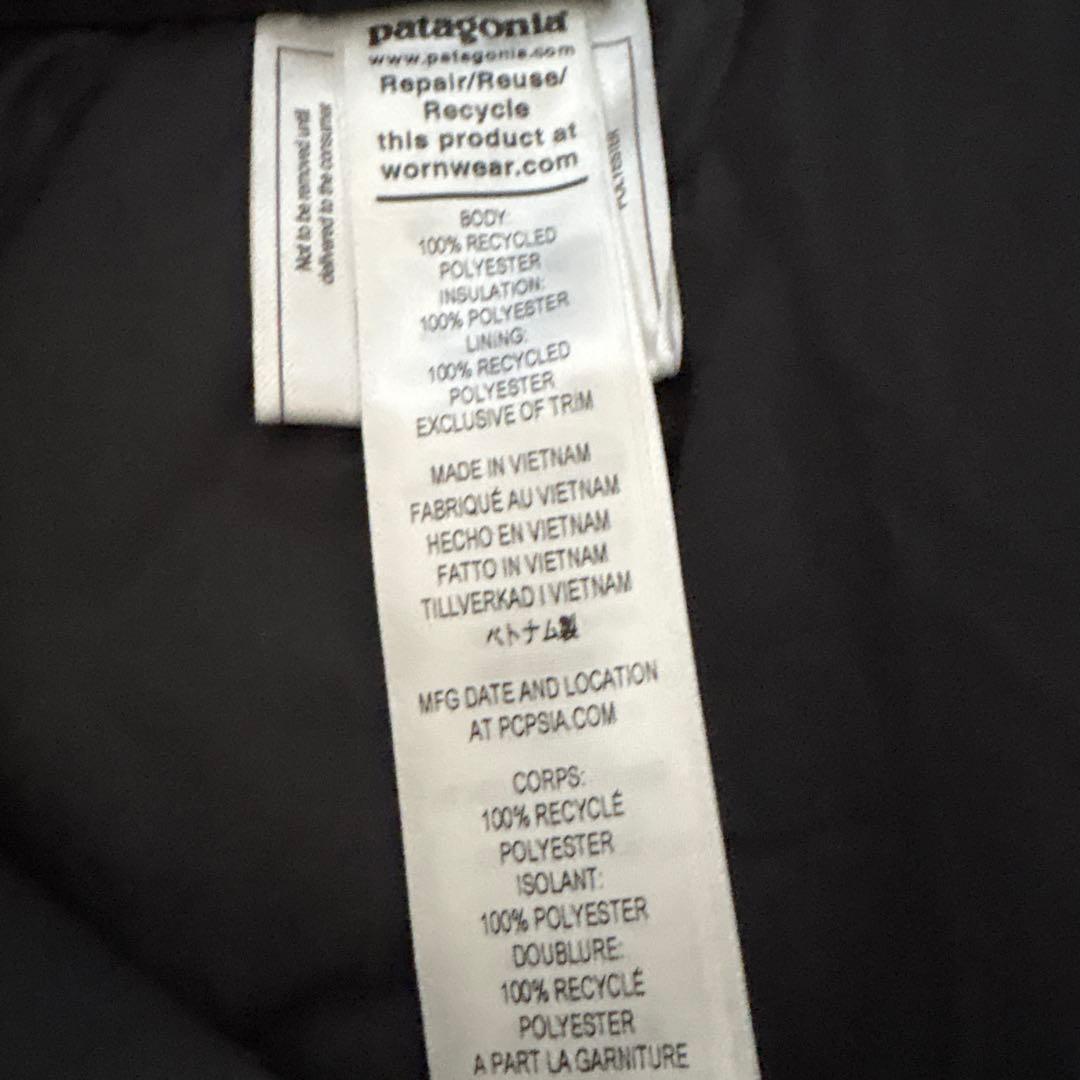 patagonia
www.patagonia.com
Repair/Reuse/
Recycle
this product at
wornwear.com
Not to be removed until
delivered to the consumer
POLYESTER
BODY:
100% RECYCLED
POLYESTER
INSULATION:
100% POLYESTER
LINING:
100% RECYCLED
POLYESTER
EXCLUSIVE OF TRIM
MADE IN VIETNAM
FABRIQUÉ AU VIETNAM
HECHO EN VIETNAM
FATTO IN VIETNAM
TILLVERKAD I VIETNAM
ベトナム製
MFG DATE AND LOCATION
AT PCPSIA.COM
CORPS:
100% RECYCLÉ
POLYESTER
ISOLANT:
100% POLYESTER
DOUBLURE:
100% RECYCLÉ
POLYESTER
A PART LA GARNITURE